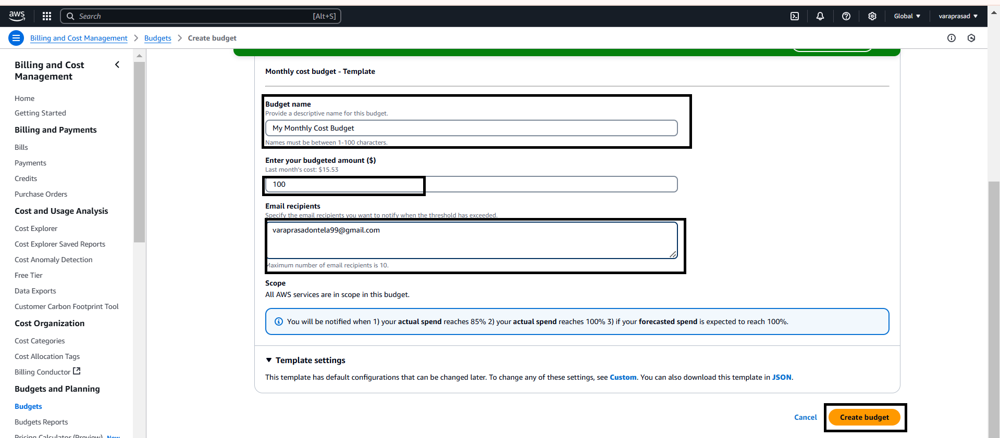 aws
Search [Alt+S]
Global
varaprasad
Billing and Cost Management
Budgets
Create budget
Billing and Cost
Management
Home
Getting Started
Billing and Payments
Bills
Payments
Credits
Purchase Orders
Cost and Usage Analysis
Cost Explorer
Cost Explorer Saved Reports
Cost Anomaly Detection
Free Tier
Data Exports
Customer Carbon Footprint Tool
Cost Organization
Cost Categories
Cost Allocation Tags
Billing Conductor
Budgets and Planning
Budgets
Budgets Reports
Pricing Calculator (Preview) New
Monthly cost budget - Template
Budget name
Provide a descriptive name for this budget.
My Monthly Cost Budget
Names must be between 1-100 characters.
Enter your budgeted amount ($)
Last month's cost: $15.53
100
Email recipients
Specify the email recipients you want to notify when the threshold has exceeded.
varaprasadontela99@gmail.com
Maximum number of email recipients is 10.
Scope
All AWS services are in scope in this budget.
You will be notified when 1) your actual spend reaches 85% 2) your actual spend reaches 100% 3) if your forecasted spend is expected to reach 100%.
Template settings
This template has default configurations that can be changed later. To change any of these settings, see Custom. You can also download this template in JSON.
Cancel
Create budget